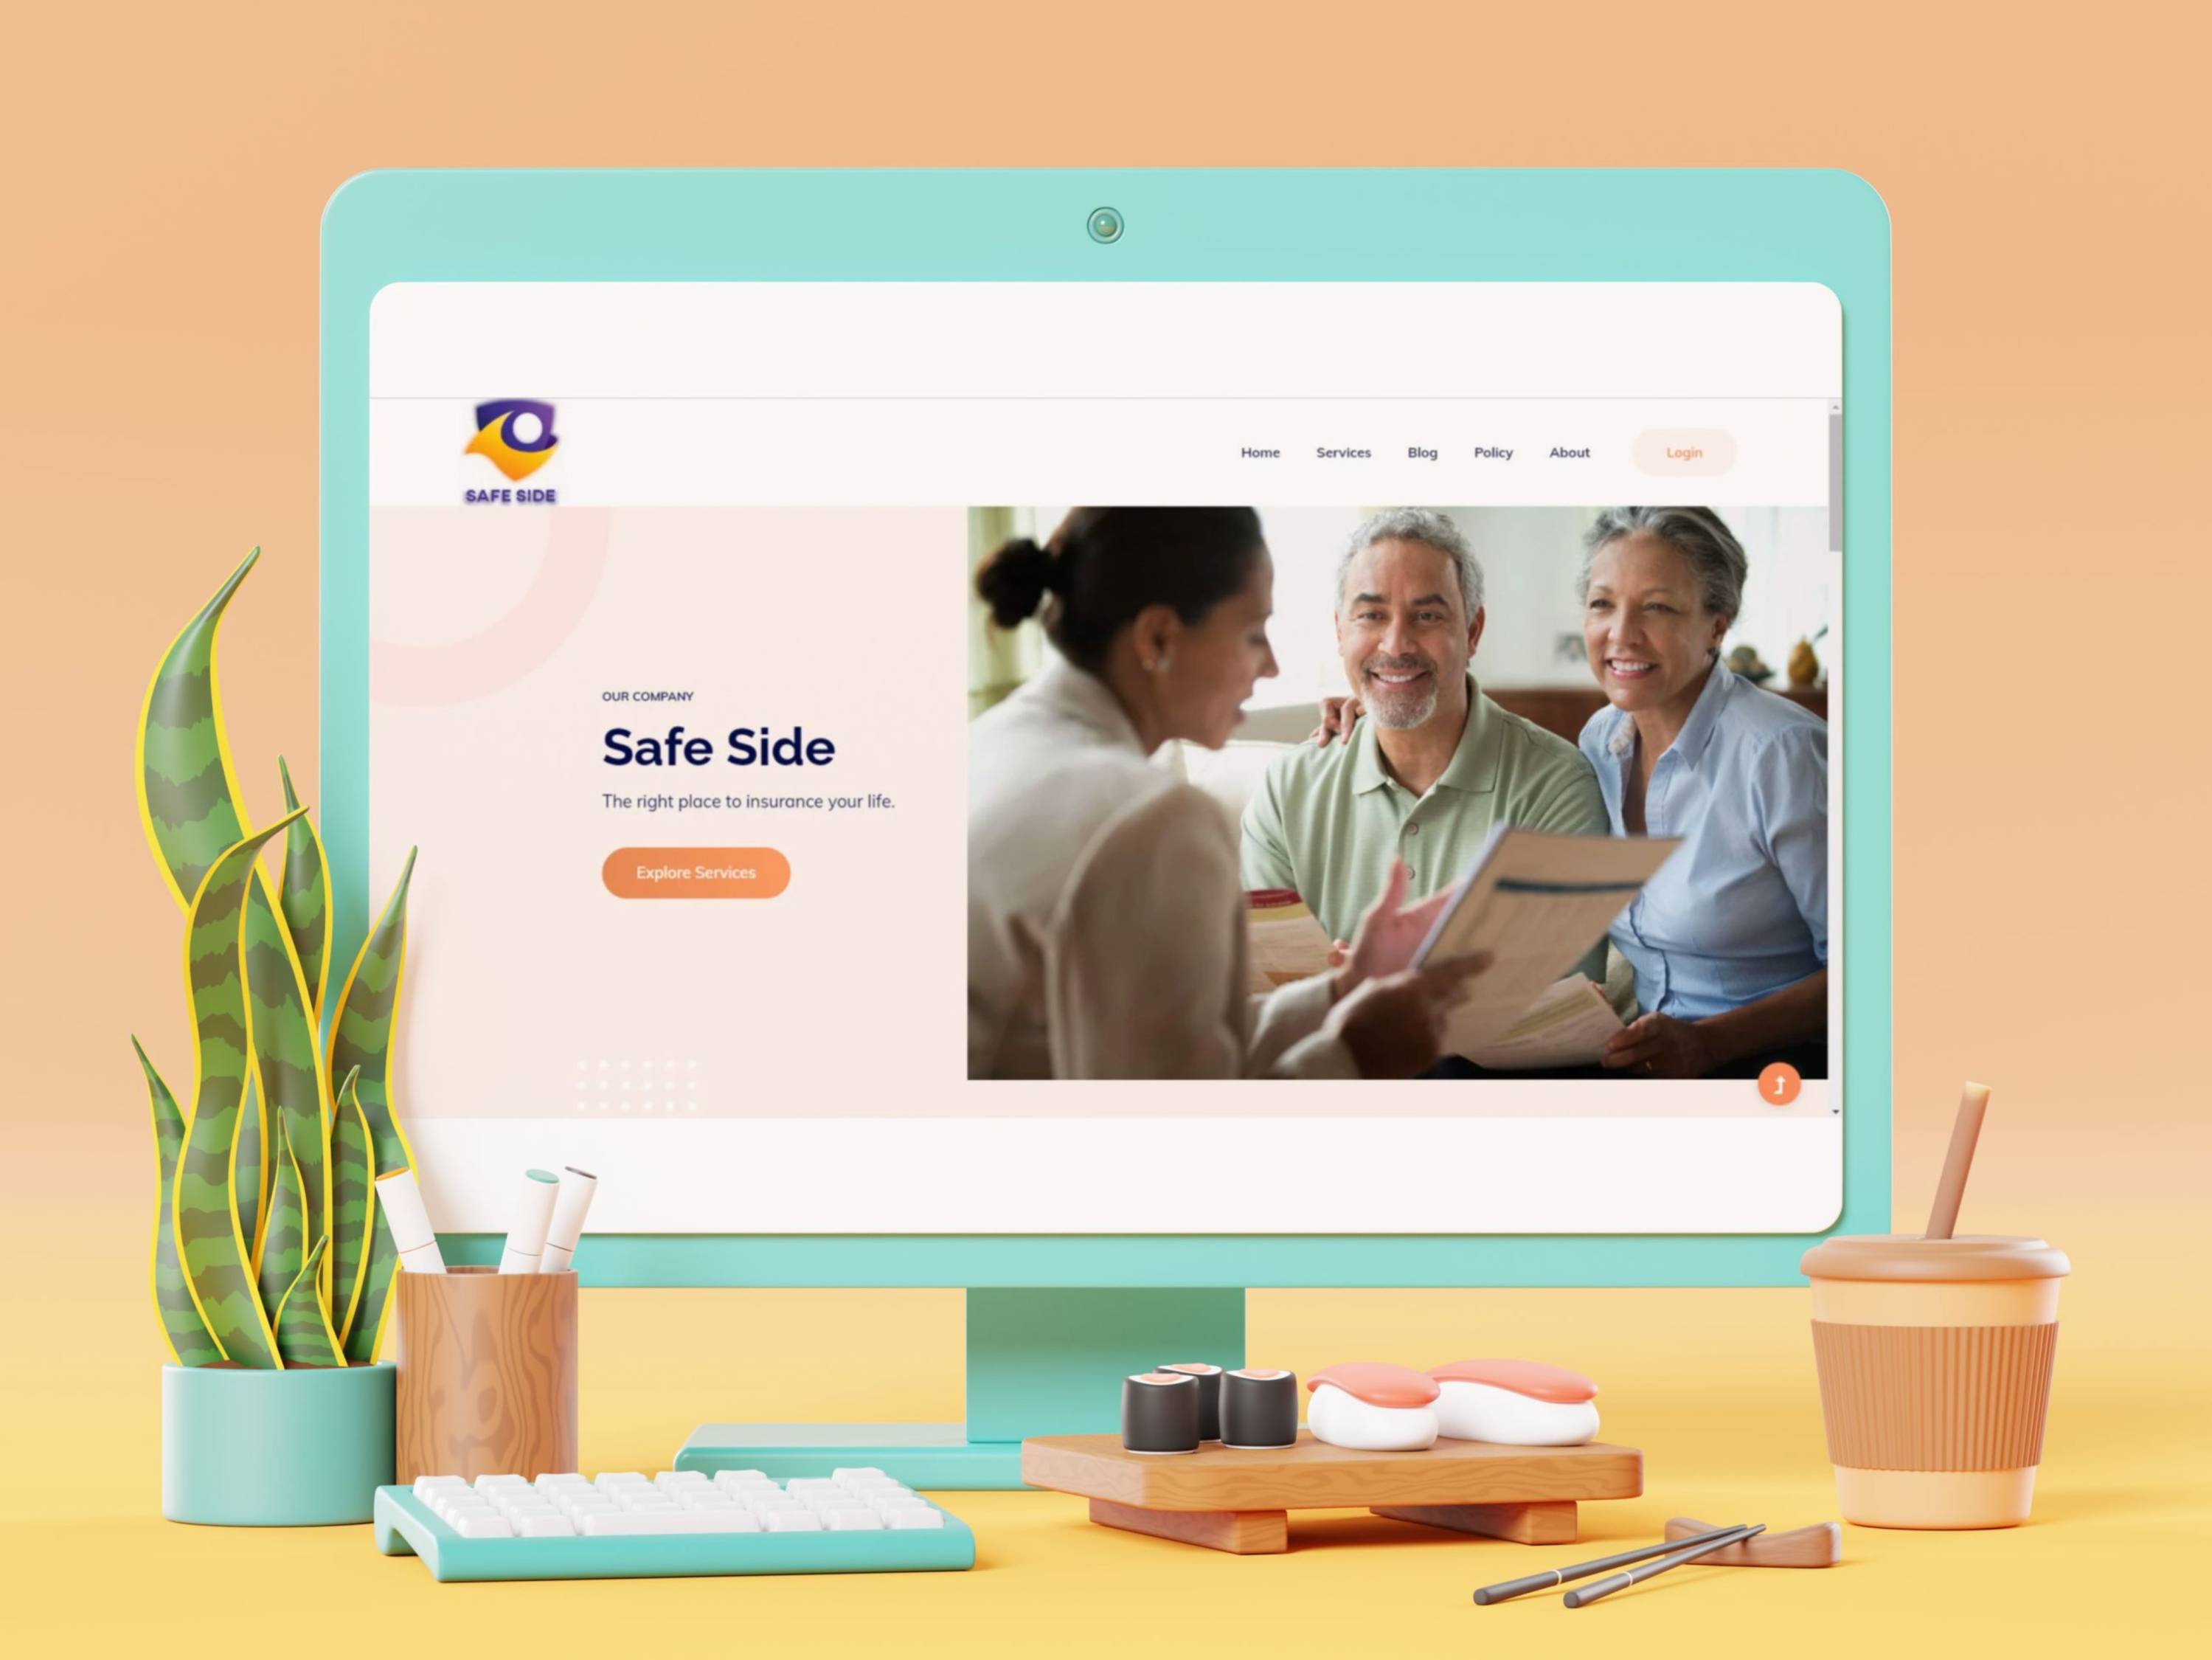 SAFE SIDE
Home Services Blog Policy About Login
OUR COMPANY
Safe Side
The right place to insurance your life.
Explore Services